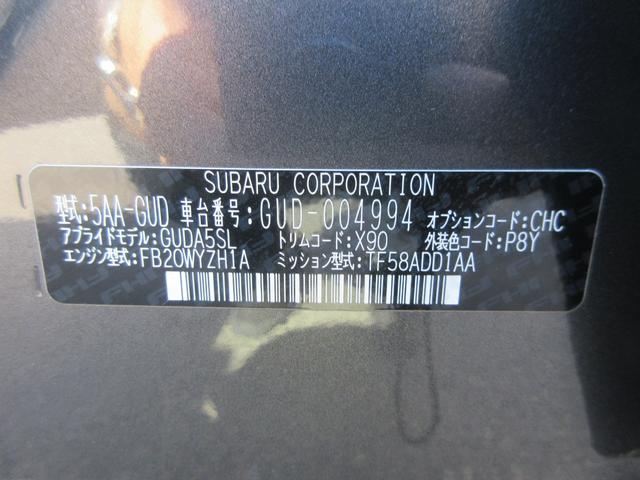 SUBARU CORPORATION
型式:5AA-GUD 車台番号:GUD-004994 オプションコード:CHC
アプライドモデル:GUDA5SL トリムコード:X90 外装色コード:P8Y
エンジン型式:FB20WYZH1A ミッション型式:TF58ADD1AA